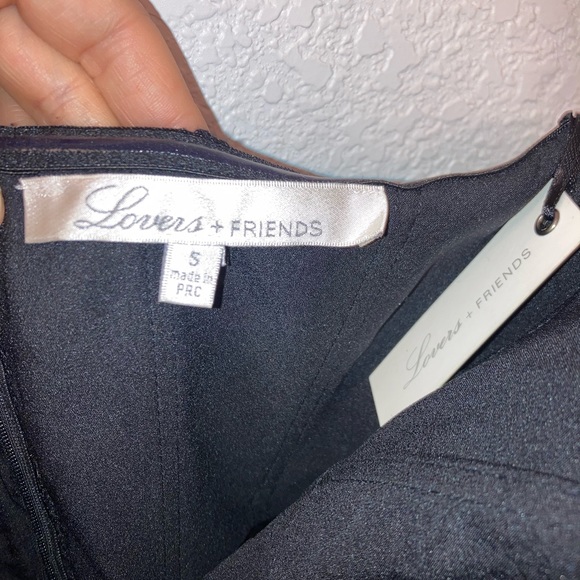 Lovers + FRIENDS
S
made in
PRC
Lovers + FRIENDS